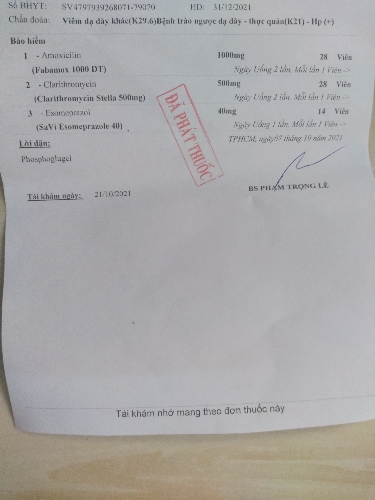 Số BHYT: SV4797939268071-79070 HD: 31/12/2021
Chẩn đoán: Viêm dạ dày khác(K29.6)Bệnh trào ngược dạ dày - thực quản(K21) - Hp (+)
Bảo hiểm
1 - Amoxicilin 1000mg 28 Viên
(Fabamox 1000 DT) Ngày Uống 2 lần, Mỗi lần 1 Viên ->
2 - Clarithromycin 500mg 28 Viên
(Clarithromycin Stella 500mg) Ngày Uống 2 lần, Mỗi lần 1 Viên ->
3 - Esomeprazol 40mg 14 Viên
(SaVi Esomeprazole 40) Ngày Uống 1 lần, Mỗi lần 1 Viên ->
Lời dặn: TPHCM, ngày 07 tháng 10 năm 2021
Phosphoglugel
ĐÃ PHÁT THUỐC
BS PHẠM TRỌNG LÊ
Tái khám ngày: 21/10/2021
Tái khám nhớ mang theo đơn thuốc này